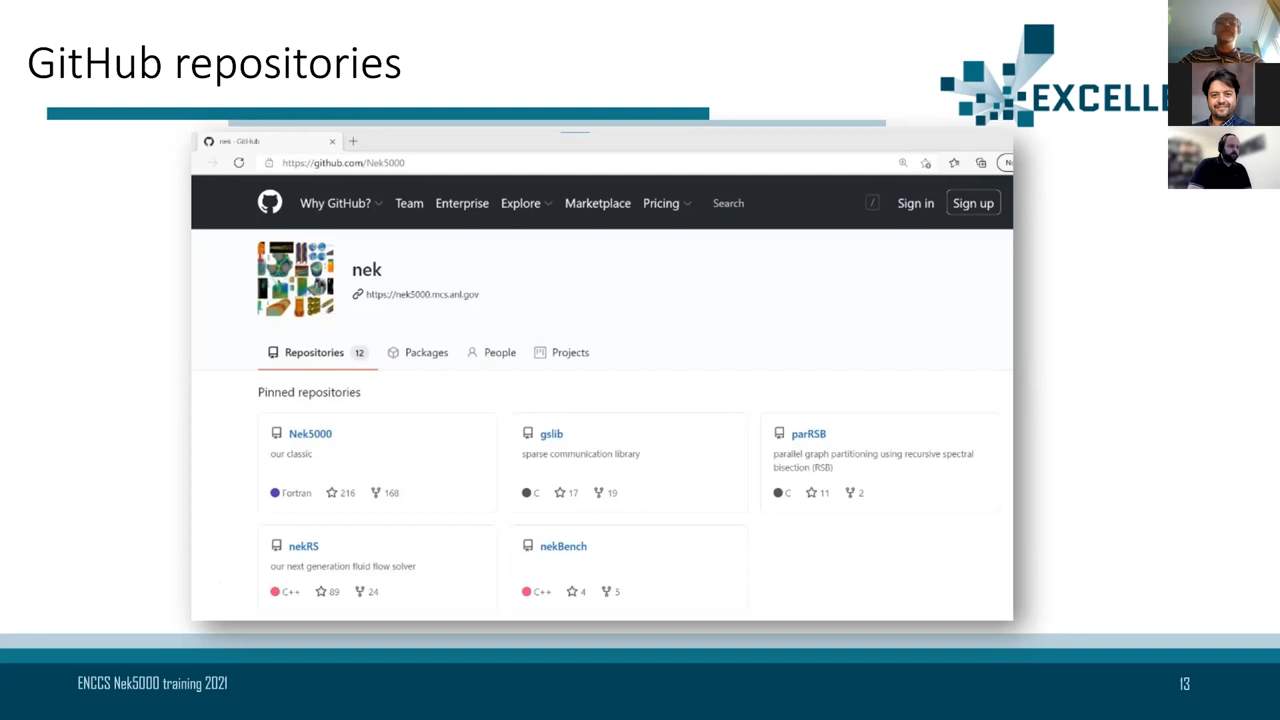 GitHub repositories
EXCELLE
nek · GitHub
https://github.com/Nek5000
Why GitHub? Team Enterprise Explore Marketplace Pricing Search / Sign in Sign up
nek
https://nek5000.mcs.anl.gov
Repositories 12 Packages People Projects
Pinned repositories
Nek5000
our classic
Fortran 216 168
gslib
sparse communication library
C 17 19
parRSB
parallel graph partitioning using recursive spectral
bisection (RSB)
C 11 2
nekRS
our next generation fluid flow solver
C++ 89 24
nekBench
C++ 4 5
ENCCS Nek5000 training 2021
13